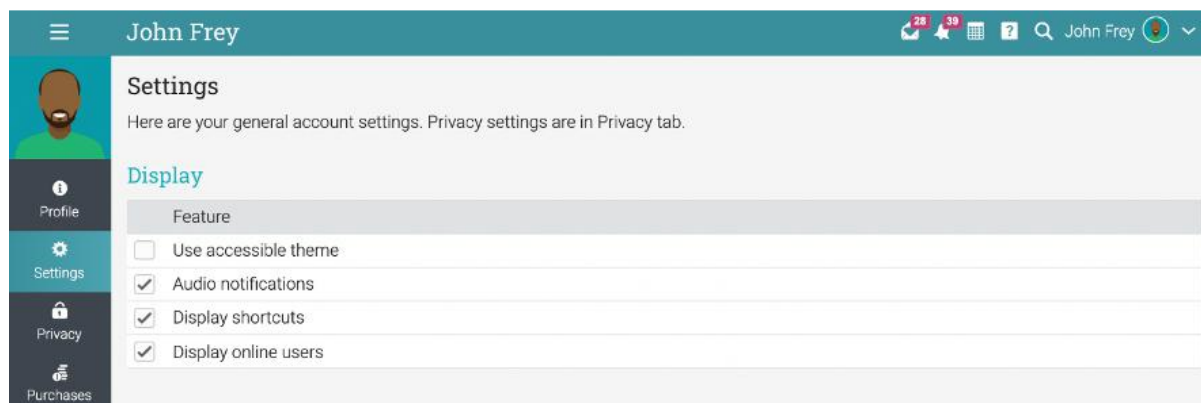 John Frey
28
39
?
John Frey
Settings
Here are your general account settings. Privacy settings are in Privacy tab.
Display
Profile
Feature
Use accessible theme
Settings
Audio notifications
Display shortcuts
Privacy
Display online users
Purchases